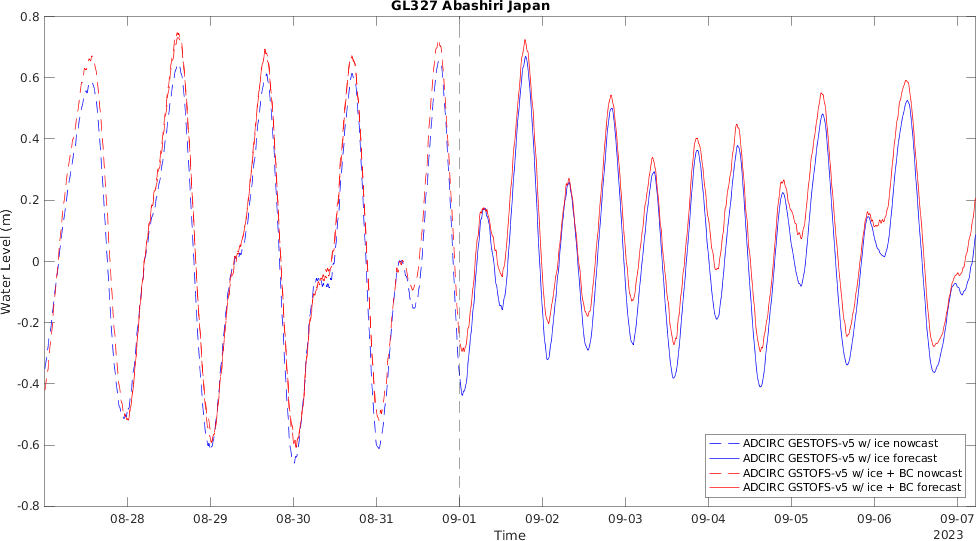 GL327 Abashiri Japan
0.8
0.6
0.4
0.2
0
-0.2
-0.4
-0.6
-0.8
Water Level (m)
ADCIRC GESTOFS-v5 w/ ice nowcast
ADCIRC GESTOFS-v5 w/ ice forecast
ADCIRC GSTOFS-v5 w/ ice + BC nowcast
ADCIRC GSTOFS-v5 w/ ice + BC forecast
08-28 08-29 08-30 08-31 09-01 09-02 09-03 09-04 09-05 09-06 09-07
Time
2023